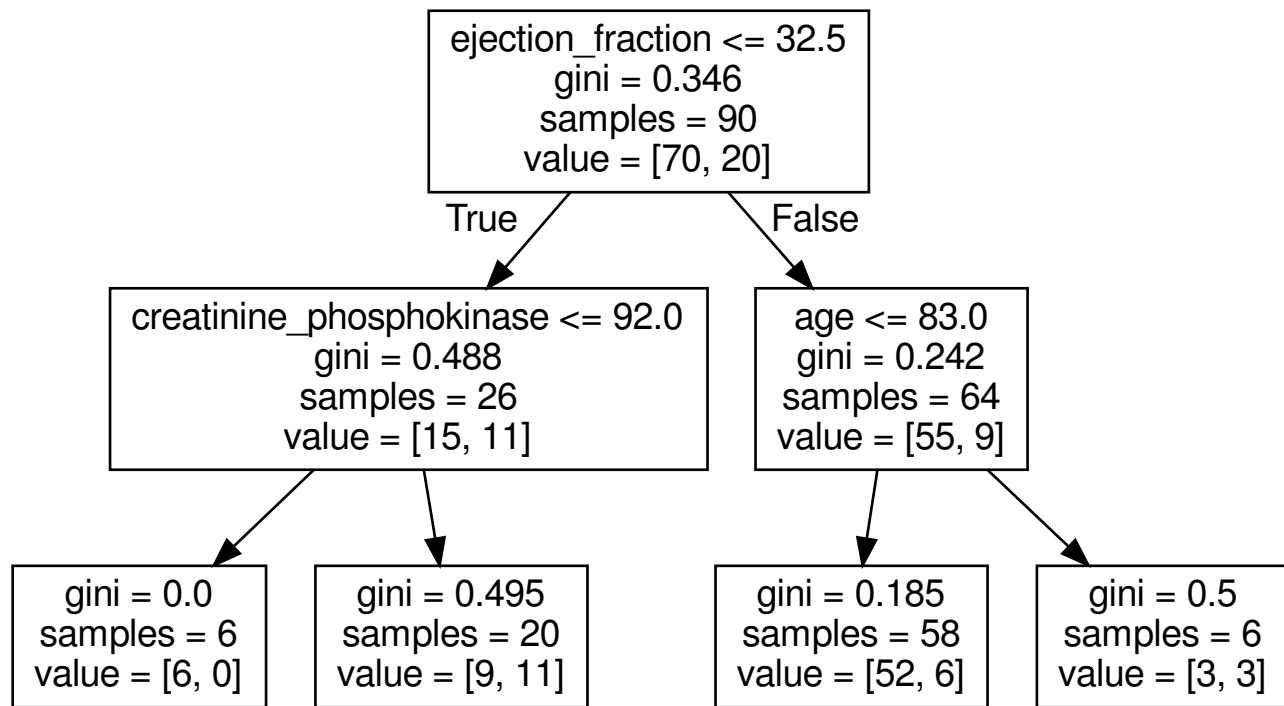 ejection_fraction <= 32.5
gini = 0.346
samples = 90
value = [70, 20]
True
False
creatinine_phosphokinase <= 92.0
gini = 0.488
samples = 26
value = [15, 11]
age <= 83.0
gini = 0.242
samples = 64
value = [55, 9]
gini = 0.0
samples = 6
value = [6, 0]
gini = 0.495
samples = 20
value = [9, 11]
gini = 0.185
samples = 58
value = [52, 6]
gini = 0.5
samples = 6
value = [3, 3]